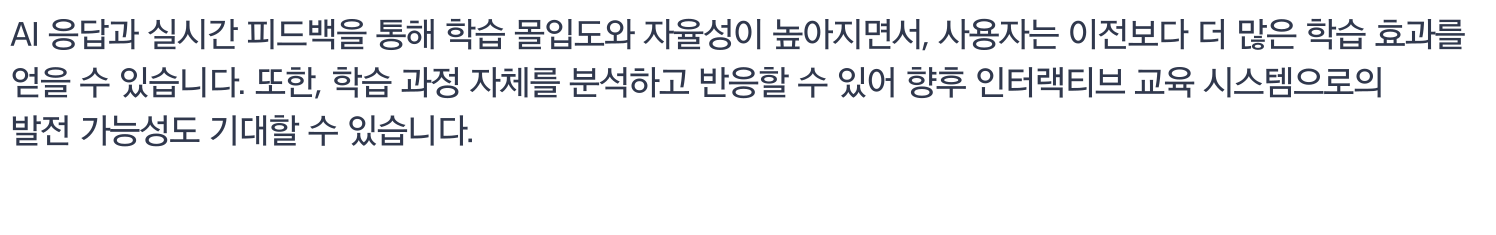 AI 응답과 실시간 피드백을 통해 학습 몰입도와 자율성이 높아지면서, 사용자는 이전보다 더 많은 학습 효과를
얻을 수 있습니다. 또한, 학습 과정 자체를 분석하고 반응할 수 있어 향후 인터랙티브 교육 시스템으로의
발전 가능성도 기대할 수 있습니다.